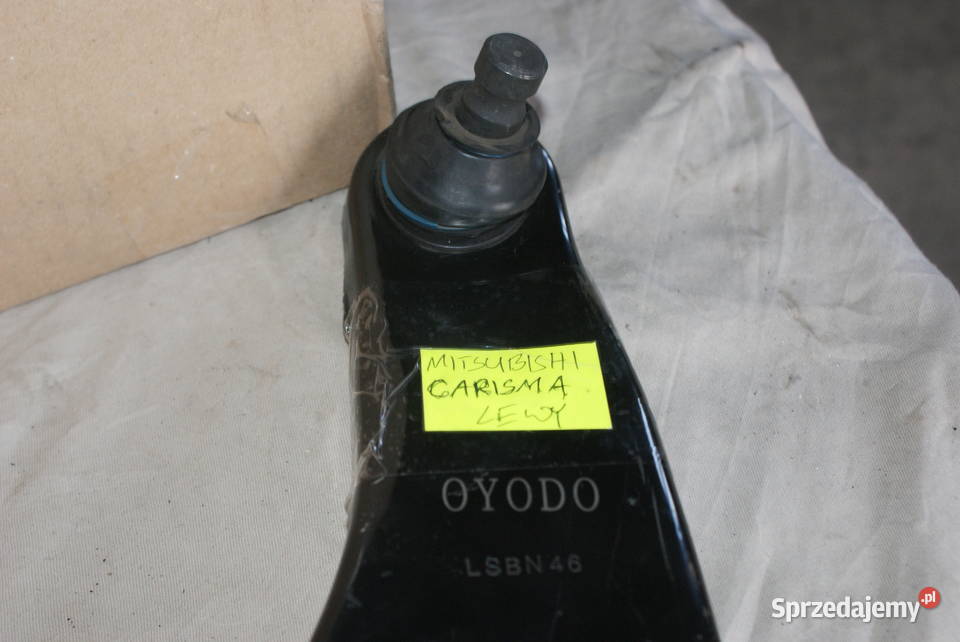 MITSUBISHI
CARISMA
LEWY
OYODO
LSBN46
Sprzedajemy.pl